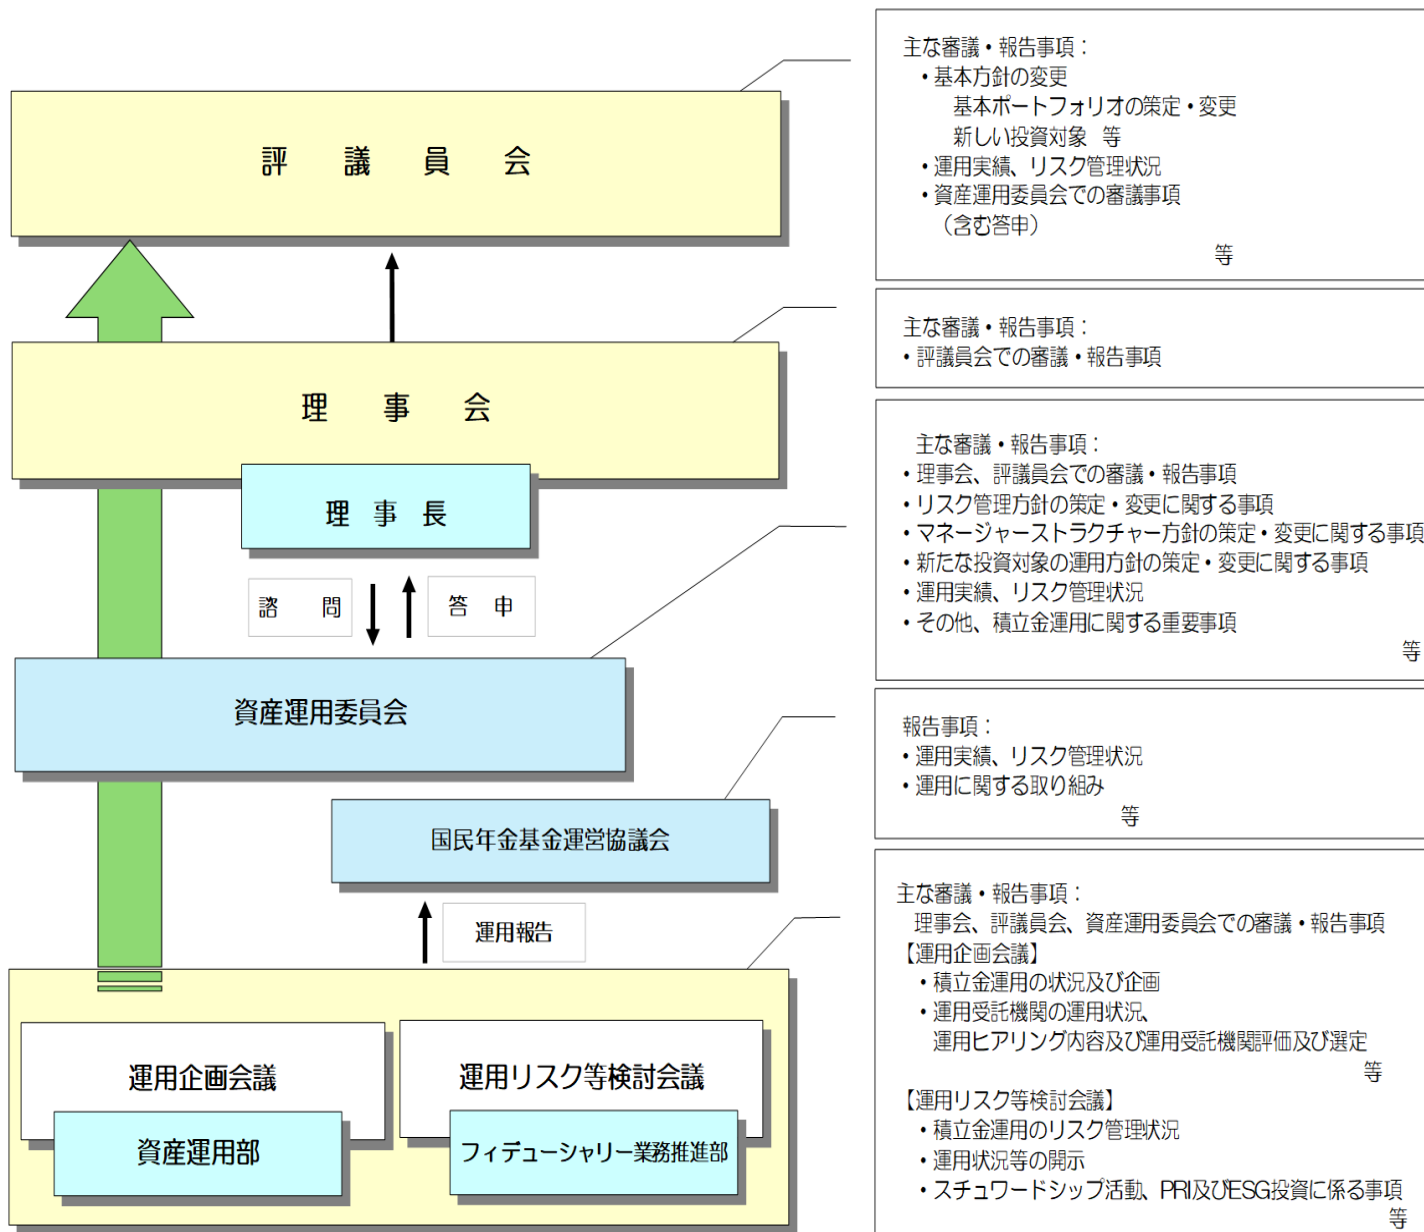 主な審議・報告事項：
・基本方針の変更
基本ポートフォリオの策定・変更
新しい投資対象 等
・運用実績、リスク管理状況
・資産運用委員会での審議事項
（含む答申）
等
評 議 員 会
主な審議・報告事項：
・評議員会での審議・報告事項
理 事 会
理 事 長
諮 問
答 申
主な審議・報告事項：
・理事会、評議員会での審議・報告事項
・リスク管理方針の策定・変更に関する事項
・マネージャーストラクチャー方針の策定・変更に関する事項
・新たな投資対象の運用方針の策定・変更に関する事項
・運用実績、リスク管理状況
・その他、積立金運用に関する重要事項
等
資産運用委員会
報告事項：
・運用実績、リスク管理状況
・運用に関する取り組み
等
国民年金基金運営協議会
運用報告
主な審議・報告事項：
理事会、評議員会、資産運用委員会での審議・報告事項
【運用企画会議】
・積立金運用の状況及び企画
・運用受託機関の運用状況、
運用ヒアリング内容及び運用受託機関評価及び選定
等
【運用リスク等検討会議】
・積立金運用のリスク管理状況
・運用状況等の開示
・スチュワードシップ活動、PRI及びESG投資に係る事項
等
運用企画会議
資産運用部
運用リスク等検討会議
フィデューシャリー業務推進部